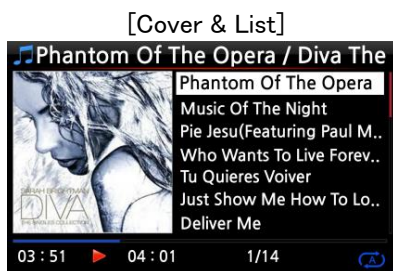 [Cover & List]
Phantom Of The Opera / Diva The
Phantom Of The Opera
Music Of The Night
Pie Jesu(Featuring Paul M..
Who Wants To Live Forev..
Tu Quieres Voiver
Just Show Me How To Lo..
Deliver Me
SARAH BRIGHTMAN
DIVA
THE SINGLES COLLECTION
03 : 51 04 : 01 1/14 A